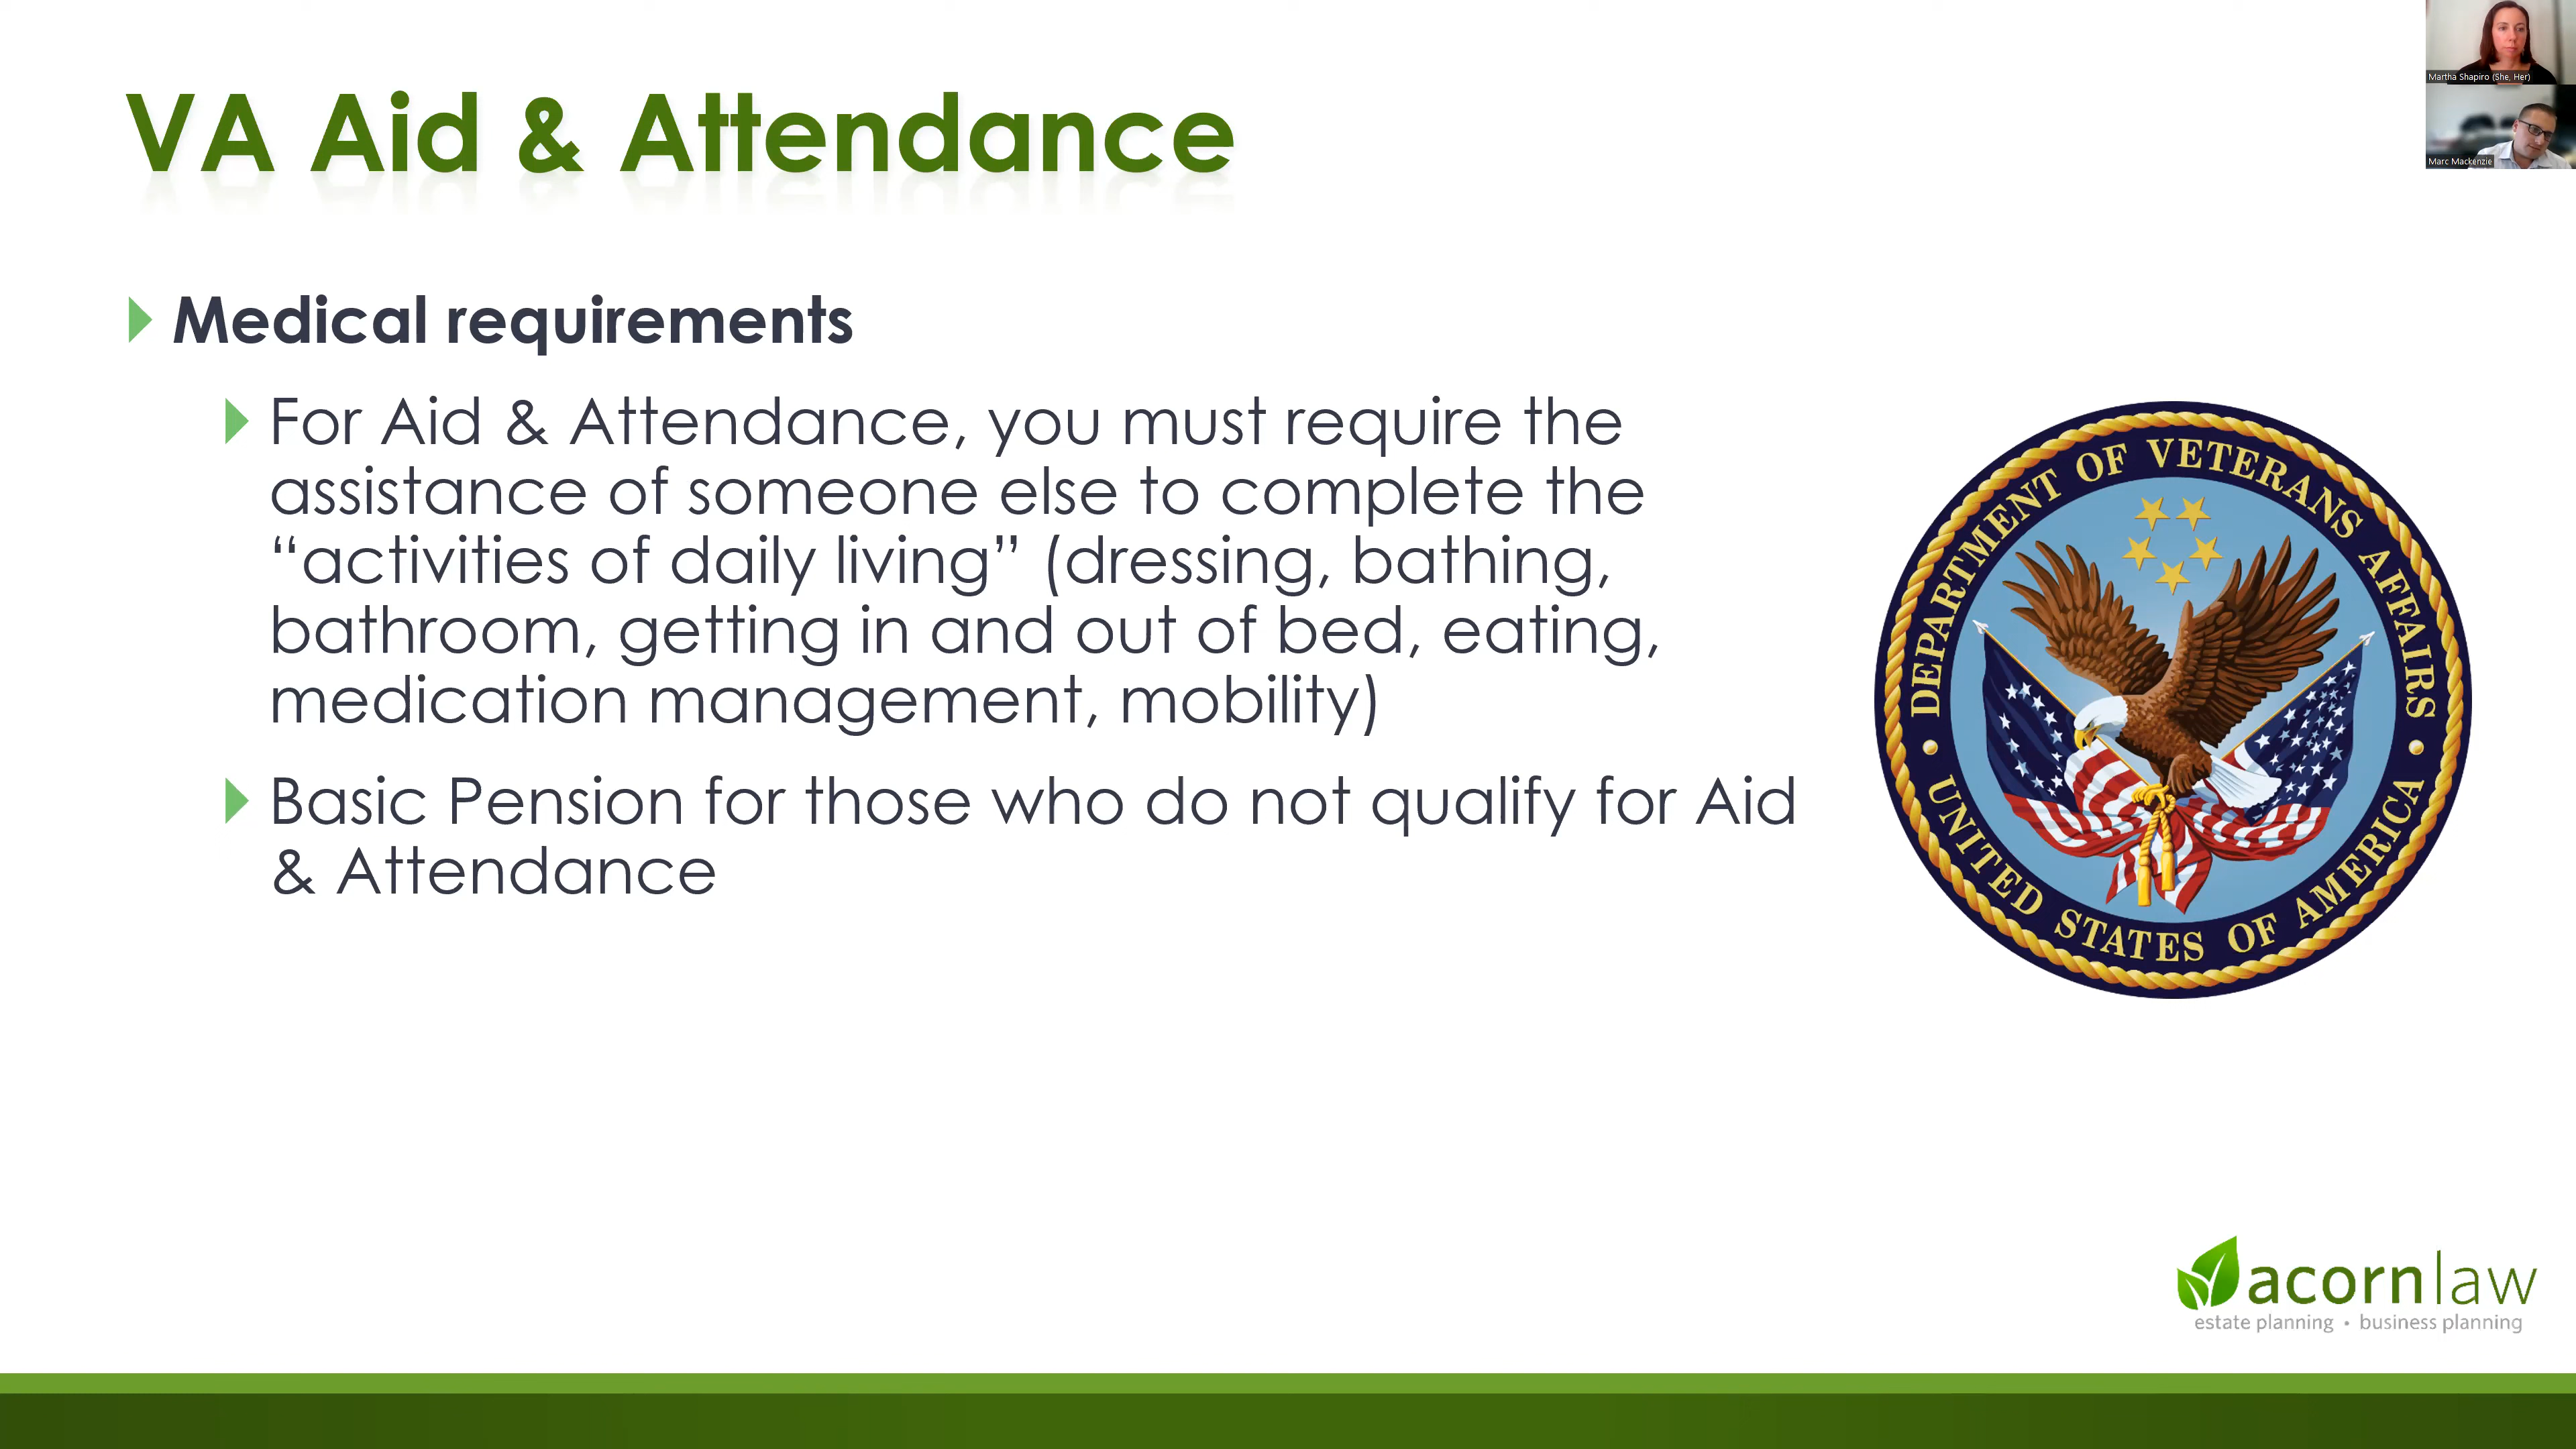 VA Aid & Attendance
Martha Shapiro (She, Her)
Marc Mackenzie
Medical requirements
For Aid & Attendance, you must require the
assistance of someone else to complete the
“activities of daily living” (dressing, bathing,
bathroom, getting in and out of bed, eating,
medication management, mobility)
Basic Pension for those who do not qualify for Aid
& Attendance
DEPARTMENT OF VETERANS AFFAIRS
UNITED STATES OF AMERICA
acornlaw
estate planning • business planning